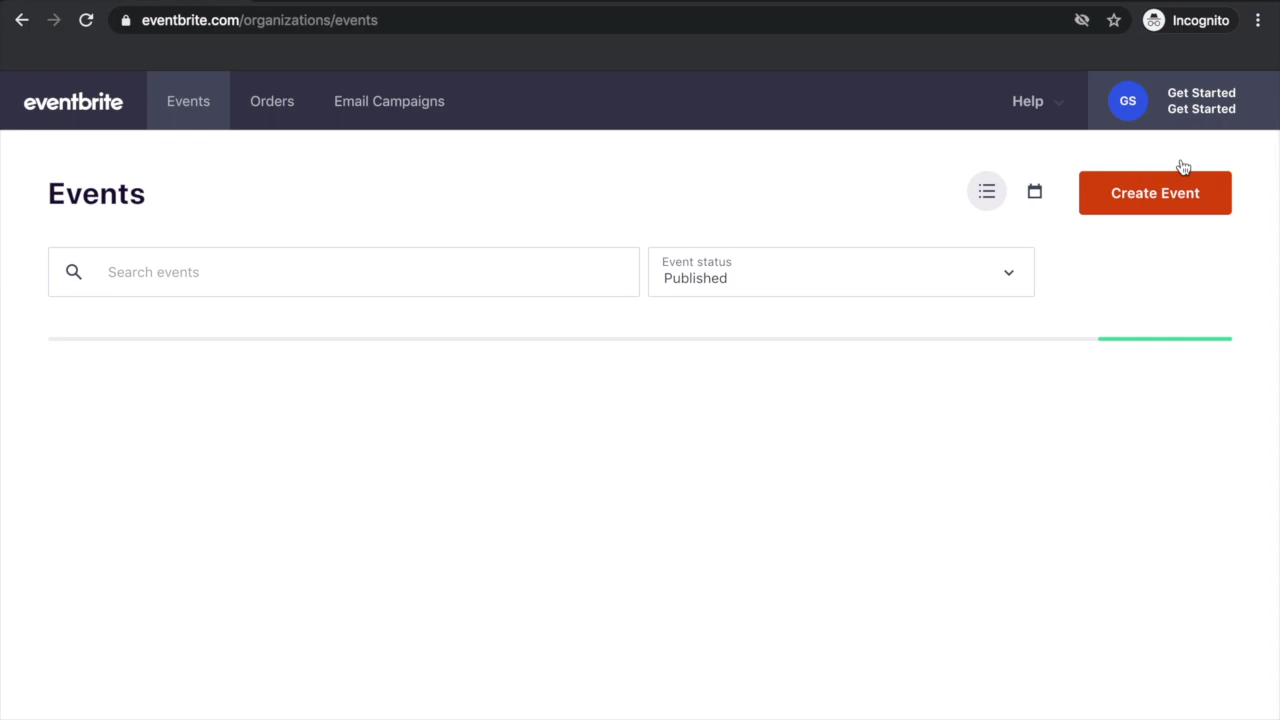 eventbrite.com/organizations/events
Incognito
eventbrite
Events
Orders
Email Campaigns
Help
GS
Get Started
Get Started
Events
Create Event
Search events
Event status
Published